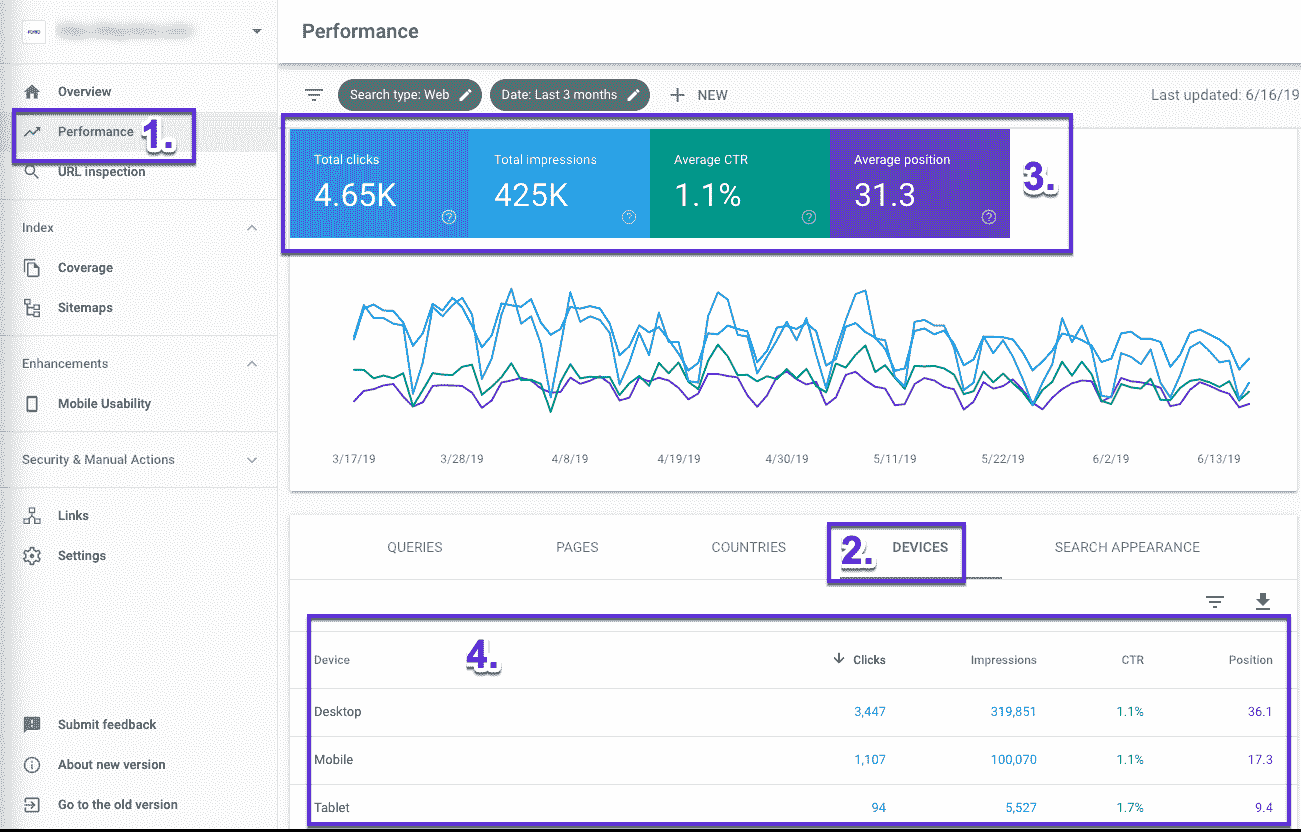 Performance
Overview
Performance 1.
URL inspection
Index
Coverage
Sitemaps
Enhancements
Mobile Usability
Security & Manual Actions
Links
Settings
Submit feedback
About new version
Go to the old version
Search type: Web Date: Last 3 months NEW Last updated: 6/16/19
Total clicks Total impressions Average CTR Average position
4.65K 425K 1.1% 31.3 3.
3/17/19 3/28/19 4/8/19 4/19/19 4/30/19 5/11/19 5/22/19 6/2/19 6/13/19
QUERIES PAGES COUNTRIES 2. DEVICES SEARCH APPEARANCE
4.
Device Clicks Impressions CTR Position
Desktop 3,447 319,851 1.1% 36.1
Mobile 1,107 100,070 1.1% 17.3
Tablet 94 5,527 1.7% 9.4